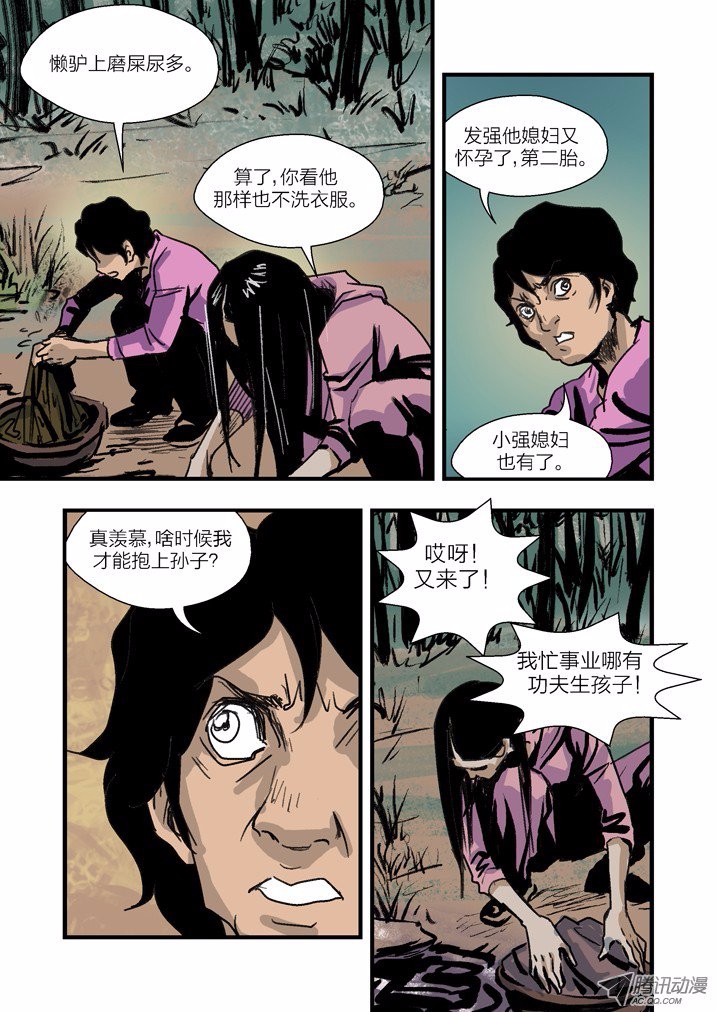 懒驴上磨屎尿多。
算了,你看他
那样也不洗衣服。
发强他媳妇又
怀孕了,第二胎。
小强媳妇
也有了。
真羡慕,啥时候我
才能抱上孙子?
哎呀!
又来了!
我忙事业哪有
功夫生孩子!
腾讯动漫
AC.QQ.COM